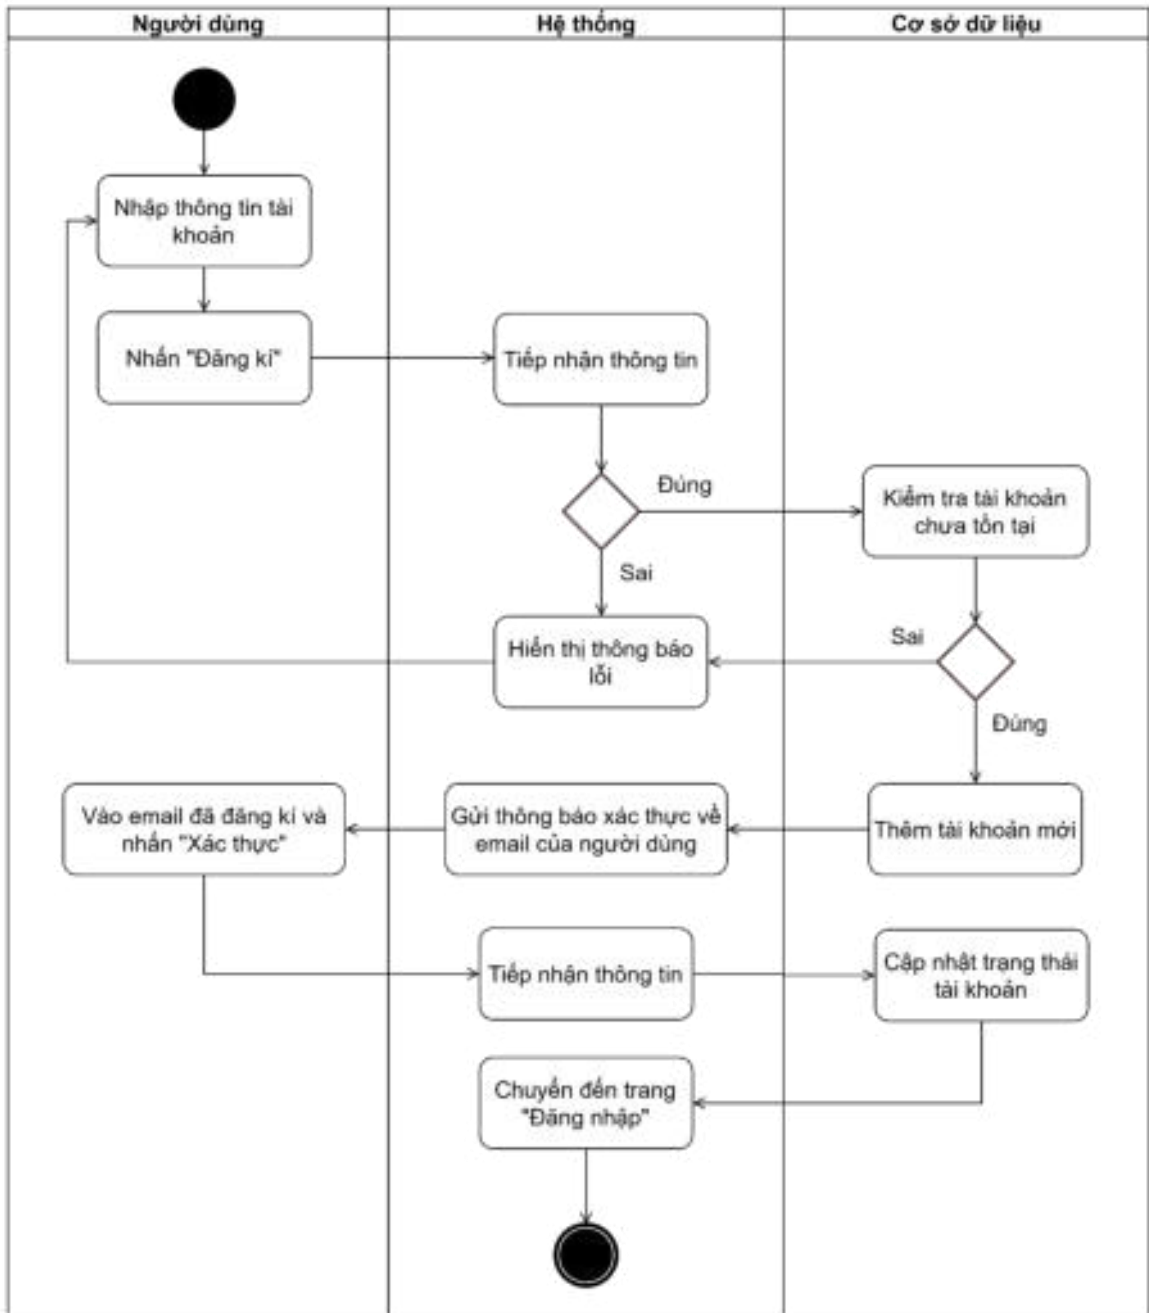 Người dùng
Hệ thống
Cơ sở dữ liệu
Nhập thông tin tài
khoản
Nhấn "Đăng kí"
Tiếp nhận thông tin
Đúng
Kiểm tra tài khoản
chưa tồn tại
Sai
Hiển thị thông báo
lỗi
Sai
Đúng
Vào email đã đăng kí và
nhấn "Xác thực"
Gửi thông báo xác thực về
email của người dùng
Thêm tài khoản mới
Tiếp nhận thông tin
Cập nhật trạng thái
tài khoản
Chuyển đến trang
"Đăng nhập"